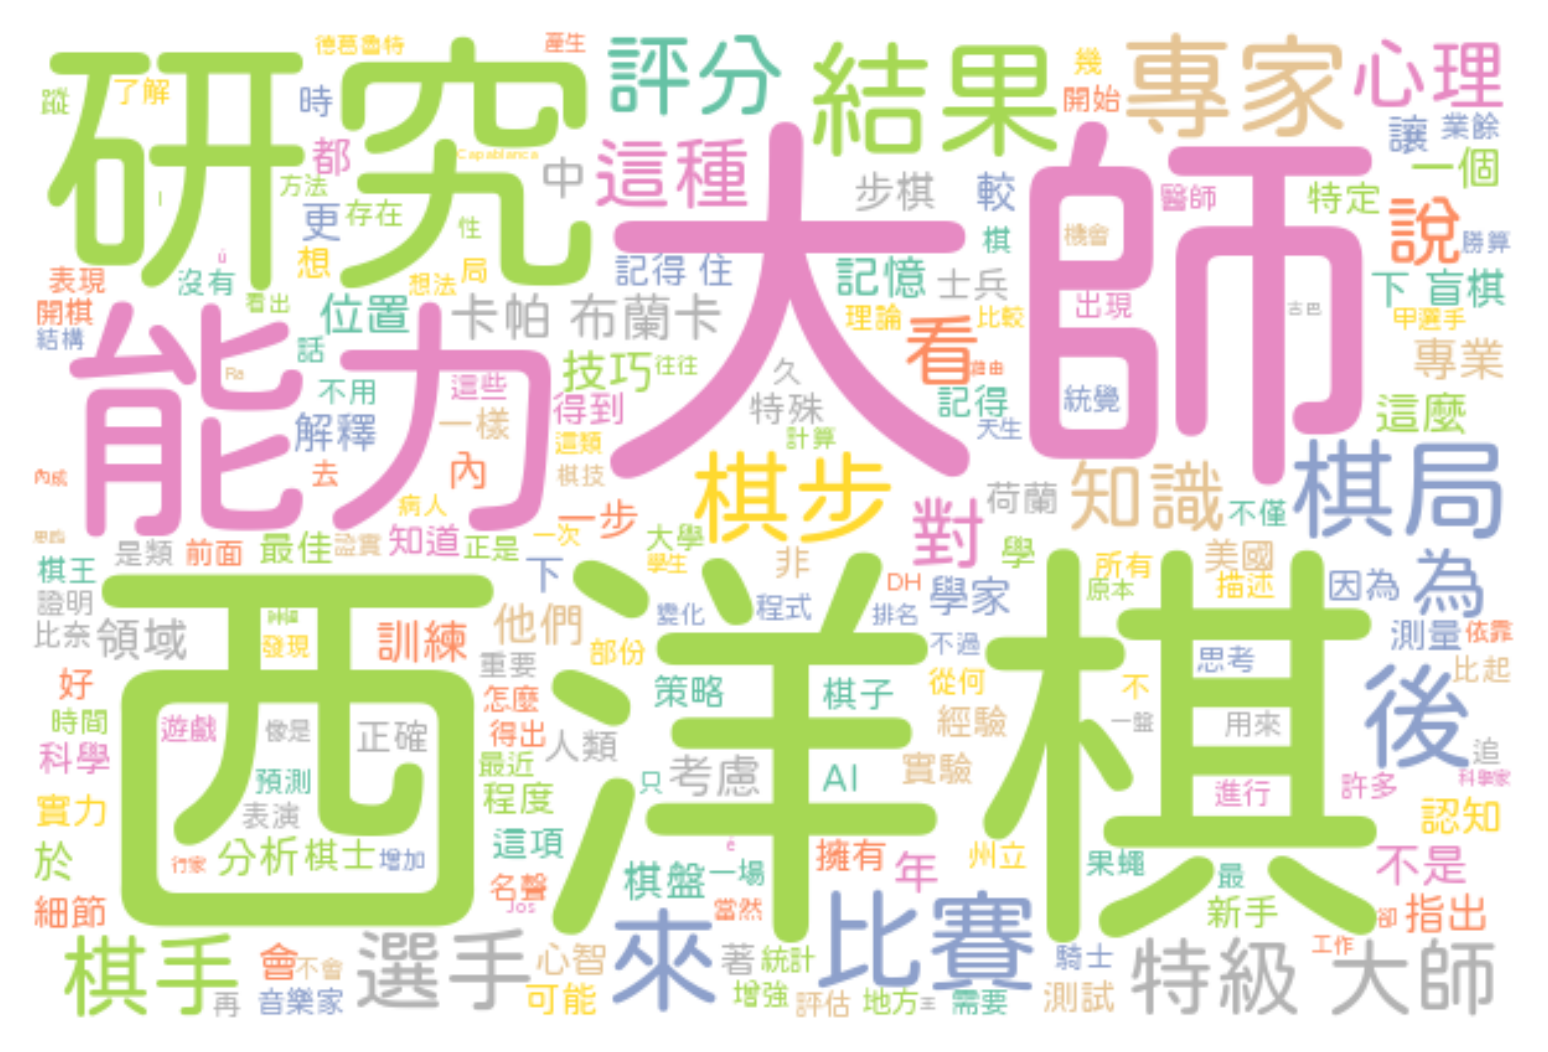 德葛魯特
產生
研究
評分
結果
幾
專家
心理
蹤
了解
時
開始
讓
業餘
都
Capablanca
中
這種
大師
步棋
較
醫師
特定
一個
方法
更
存在
性
棋
機會
說
勝算
l
ü
想
想法
局
記得 住
記憶
士兵
出現
古巴
下 盲棋
表現
沒有
看出
開棋
結構
位置
卡帕 布蘭卡
理論
看
比較
甲選手
能力
話
Ra
不用
這些
技巧
往往
久
特殊
記得
統覺
專業
解釋
一樣
得到
這類
計算
天生
這麼
去
內
棋技
棋步
知識
棋局
病人
一步
對
荷蘭
不僅
是類
前面
最佳
證實
知道
正是
一次
大學
學生
非
學
所有
美國
棋王
下
DH
學家
原本
描述
因為
為
證明
西洋棋
他們
變化
程式
排名
比奈
領域
發現
訓練
重要
部份
不過
思考
測量
依靠
比起
好
怎麼
策略
棋子
從何
不
後
時間
遊戲
像是
正確
得出
人類
經驗
一盤
用來
追
科學
預測
最近
只
考慮
AI
實驗
進行
許多
科學家
實力
表演
程度
認知
於
行家
分析
棋士
增加
這項
é
擁有
年
州立
果蠅
最
不是
細節
名聲
Jos
棋盤
一場
當然
新手
卻
指出
棋手
再
會
不會
音樂家
選手
心智
可能
來
著
統計
增強
比賽
評估
地方
騎士
需要
測試
特級 大師
工作